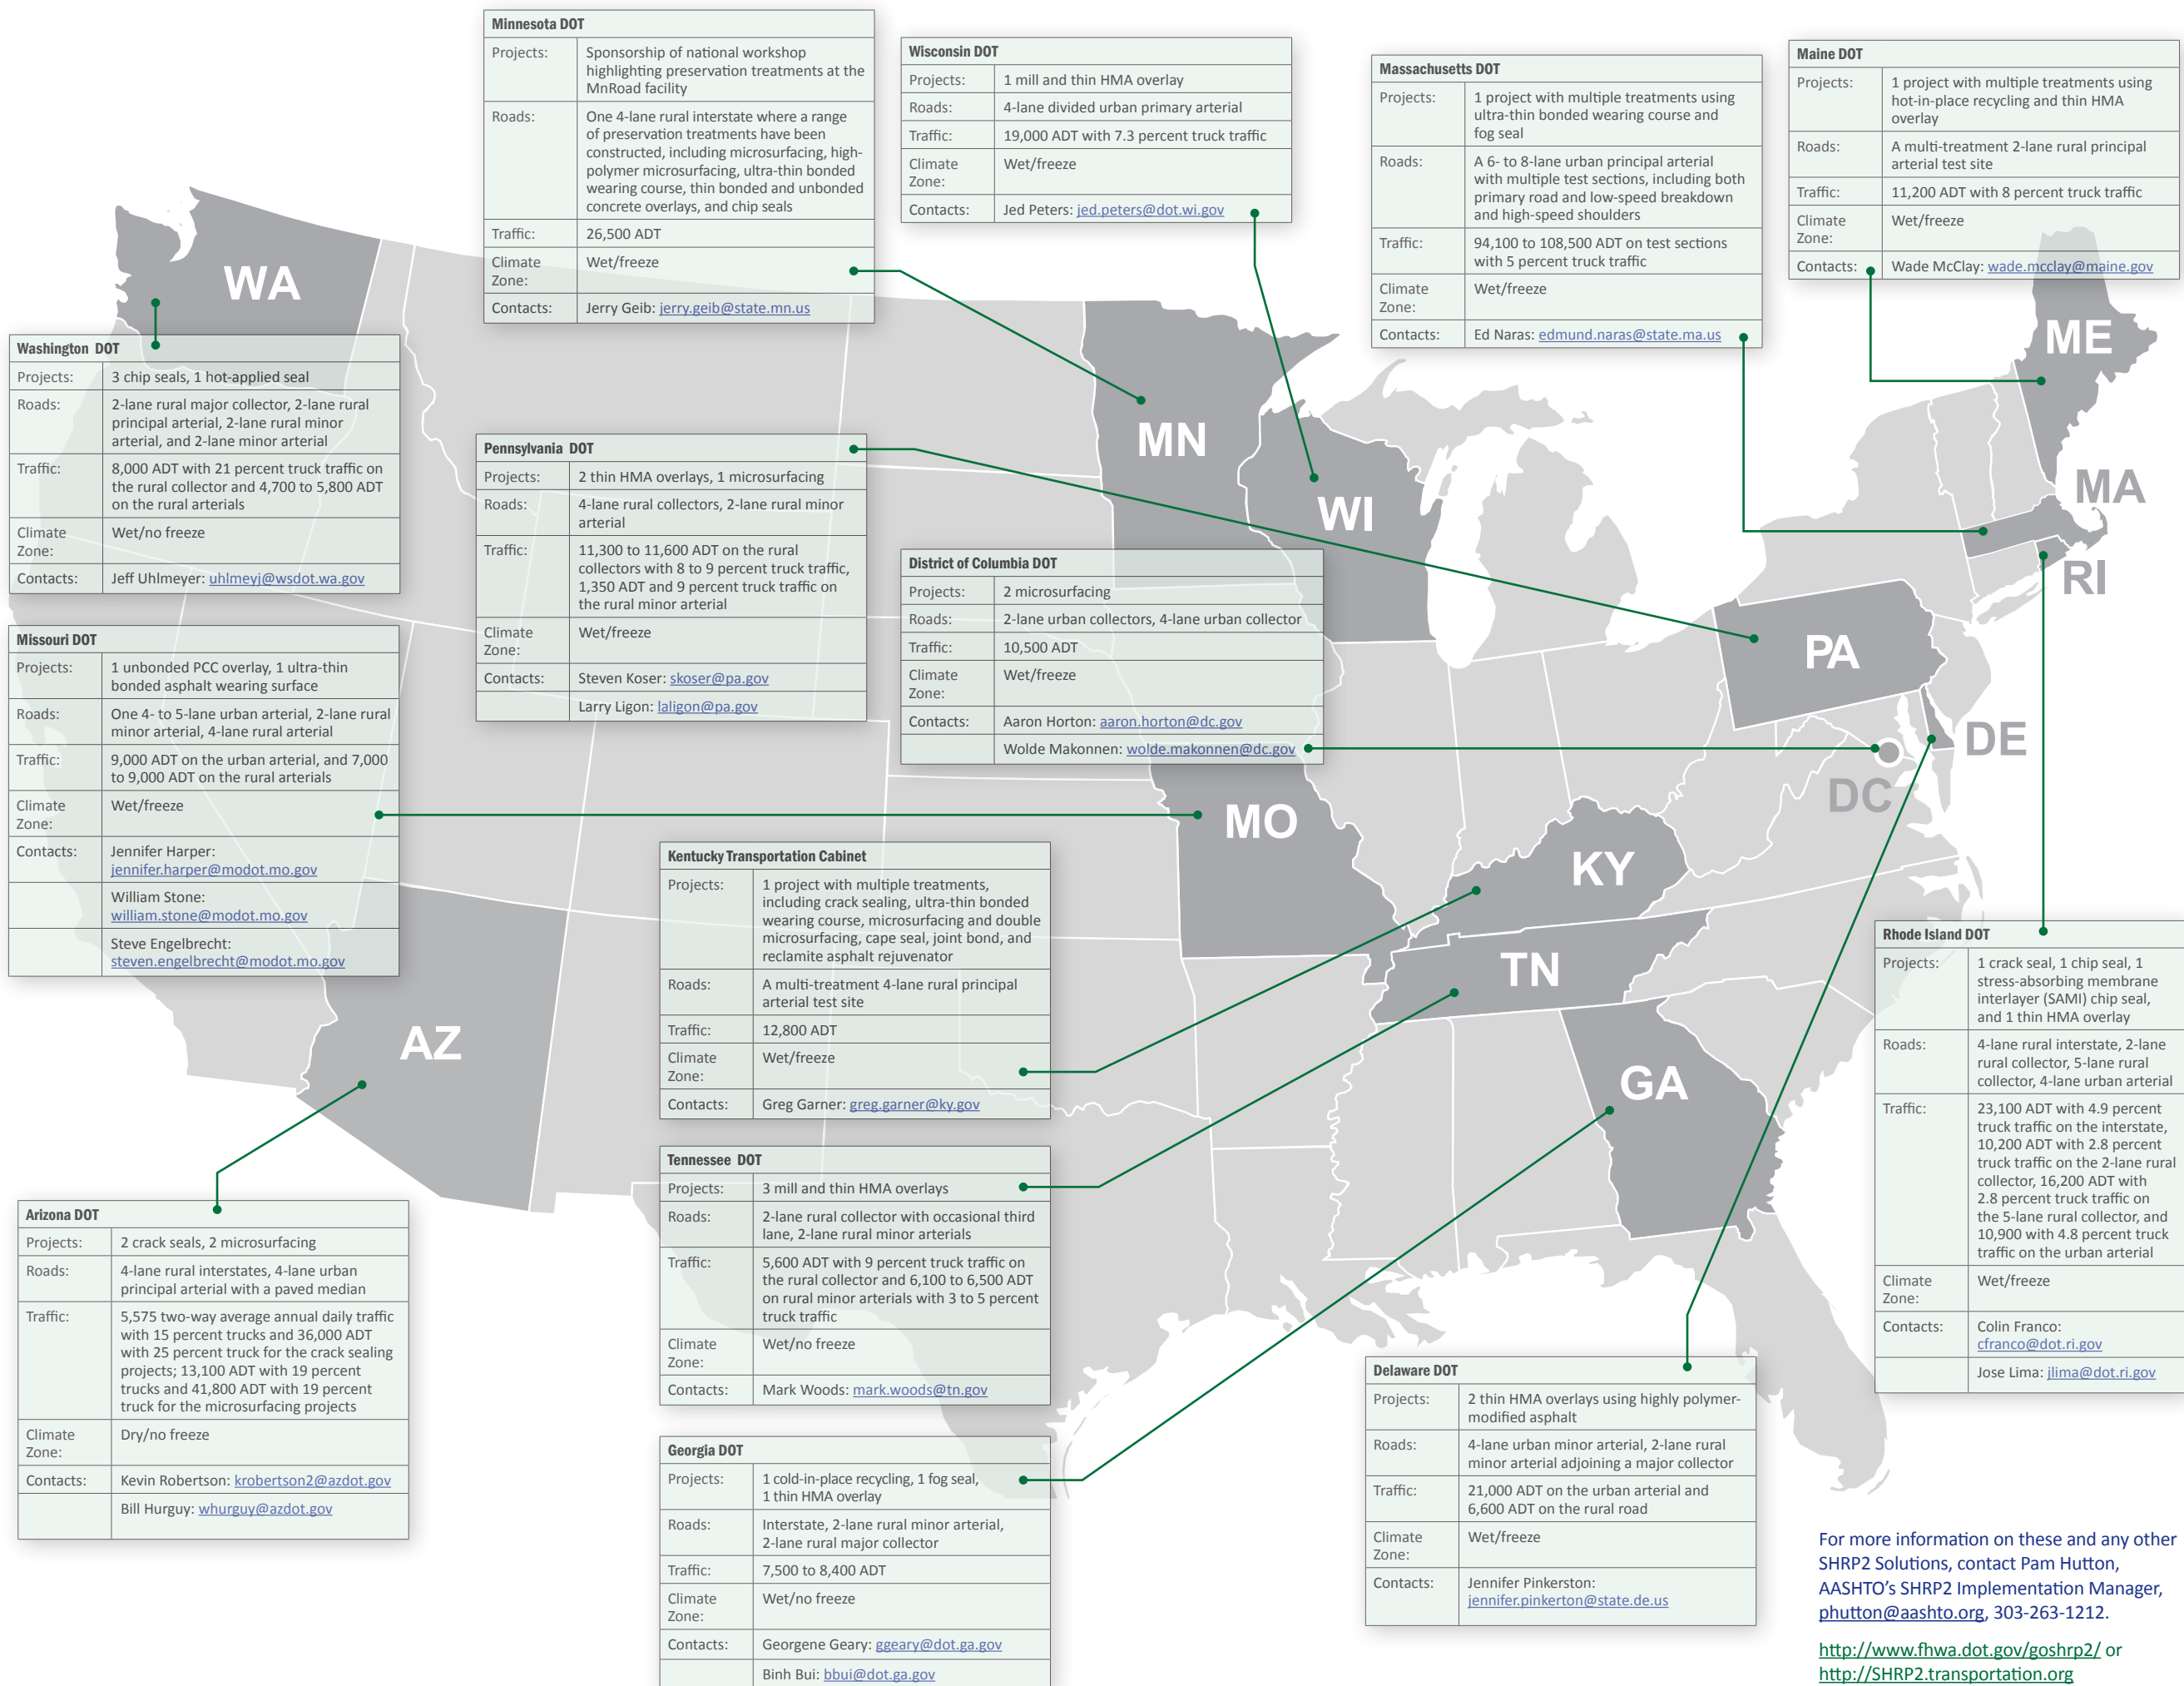 Minnesota DOT
Projects:
Sponsorship of national workshop
highlighting preservation treatments at the
MnRoad facility
Roads:
One 4-lane rural interstate where a range
of preservation treatments have been
constructed, including microsurfacing, high-
polymer microsurfacing, ultra-thin bonded
wearing course, thin bonded and unbonded
concrete overlays, and chip seals
Traffic:
26,500 ADT
Climate
Zone:
Wet/freeze
Contacts:
Jerry Geib: jerry.geib@state.mn.us
Wisconsin DOT
Projects:
1 mill and thin HMA overlay
Roads:
4-lane divided urban primary arterial
Traffic:
19,000 ADT with 7.3 percent truck traffic
Climate
Zone:
Wet/freeze
Contacts:
Jed Peters: jed.peters@dot.wi.gov
Massachusetts DOT
Projects:
1 project with multiple treatments using
ultra-thin bonded wearing course and
fog seal
Roads:
A 6- to 8-lane urban principal arterial
with multiple test sections, including both
primary road and low-speed breakdown
and high-speed shoulders
Traffic:
94,100 to 108,500 ADT on test sections
with 5 percent truck traffic
Climate
Zone:
Wet/freeze
Contacts:
Ed Naras: edmund.naras@state.ma.us
Maine DOT
Projects:
1 project with multiple treatments using
hot-in-place recycling and thin HMA
overlay
Roads:
A multi-treatment 2-lane rural principal
arterial test site
Traffic:
11,200 ADT with 8 percent truck traffic
Climate
Zone:
Wet/freeze
Contacts:
Wade McClay: wade.mcclay@maine.gov
WA
MN
WI
ME
MA
RI
PA
DE
DC
MO
KY
TN
AZ
GA
Washington DOT
Projects:
3 chip seals, 1 hot-applied seal
Roads:
2-lane rural major collector, 2-lane rural
principal arterial, 2-lane rural minor
arterial, and 2-lane minor arterial
Traffic:
8,000 ADT with 21 percent truck traffic on
the rural collector and 4,700 to 5,800 ADT
on the rural arterials
Climate
Zone:
Wet/no freeze
Contacts:
Jeff Uhlmeyer: uhlmeyj@wsdot.wa.gov
Pennsylvania DOT
Projects:
2 thin HMA overlays, 1 microsurfacing
Roads:
4-lane rural collectors, 2-lane rural minor
arterial
Traffic:
11,300 to 11,600 ADT on the rural
collectors with 8 to 9 percent truck traffic,
1,350 ADT and 9 percent truck traffic on
the rural minor arterial
Climate
Zone:
Wet/freeze
Contacts:
Steven Koser: skoser@pa.gov
Larry Ligon: laligon@pa.gov
District of Columbia DOT
Projects:
2 microsurfacing
Roads:
2-lane urban collectors, 4-lane urban collector
Traffic:
10,500 ADT
Climate
Zone:
Wet/freeze
Contacts:
Aaron Horton: aaron.horton@dc.gov
Wolde Makonnen: wolde.makonnen@dc.gov
Missouri DOT
Projects:
1 unbonded PCC overlay, 1 ultra-thin
bonded asphalt wearing surface
Roads:
One 4- to 5-lane urban arterial, 2-lane rural
minor arterial, 4-lane rural arterial
Traffic:
9,000 ADT on the urban arterial, and 7,000
to 9,000 ADT on the rural arterials
Climate
Zone:
Wet/freeze
Contacts:
Jennifer Harper:
jennifer.harper@modot.mo.gov
William Stone:
william.stone@modot.mo.gov
Steve Engelbrecht:
steven.engelbrecht@modot.mo.gov
Kentucky Transportation Cabinet
Projects:
1 project with multiple treatments,
including crack sealing, ultra-thin bonded
wearing course, microsurfacing and double
microsurfacing, cape seal, joint bond, and
reclamite asphalt rejuvenator
Roads:
A multi-treatment 4-lane rural principal
arterial test site
Traffic:
12,800 ADT
Climate
Zone:
Wet/freeze
Contacts:
Greg Garner: greg.garner@ky.gov
Rhode Island DOT
Projects:
1 crack seal, 1 chip seal, 1
stress-absorbing membrane
interlayer (SAMI) chip seal,
and 1 thin HMA overlay
Roads:
4-lane rural interstate, 2-lane
rural collector, 5-lane rural
collector, 4-lane urban arterial
Traffic:
23,100 ADT with 4.9 percent
truck traffic on the interstate,
10,200 ADT with 2.8 percent
truck traffic on the 2-lane rural
collector, 16,200 ADT with
2.8 percent truck traffic on
the 5-lane rural collector, and
10,900 with 4.8 percent truck
traffic on the urban arterial
Climate
Zone:
Wet/freeze
Contacts:
Colin Franco:
cfranco@dot.ri.gov
Jose Lima: jlima@dot.ri.gov
Tennessee DOT
Projects:
3 mill and thin HMA overlays
Roads:
2-lane rural collector with occasional third
lane, 2-lane rural minor arterials
Traffic:
5,600 ADT with 9 percent truck traffic on
the rural collector and 6,100 to 6,500 ADT
on rural minor arterials with 3 to 5 percent
truck traffic
Climate
Zone:
Wet/no freeze
Contacts:
Mark Woods: mark.woods@tn.gov
Arizona DOT
Projects:
2 crack seals, 2 microsurfacing
Roads:
4-lane rural interstates, 4-lane urban
principal arterial with a paved median
Traffic:
5,575 two-way average annual daily traffic
with 15 percent trucks and 36,000 ADT
with 25 percent truck for the crack sealing
projects; 13,100 ADT with 19 percent
trucks and 41,800 ADT with 19 percent
truck for the microsurfacing projects
Climate
Zone:
Dry/no freeze
Contacts:
Kevin Robertson: krobertson2@azdot.gov
Bill Hurguy: whurguy@azdot.gov
Delaware DOT
Projects:
2 thin HMA overlays using highly polymer-
modified asphalt
Roads:
4-lane urban minor arterial, 2-lane rural
minor arterial adjoining a major collector
Traffic:
21,000 ADT on the urban arterial and
6,600 ADT on the rural road
Climate
Zone:
Wet/freeze
Contacts:
Jennifer Pinkerston:
jennifer.pinkerton@state.de.us
Georgia DOT
Projects:
1 cold-in-place recycling, 1 fog seal,
1 thin HMA overlay
Roads:
Interstate, 2-lane rural minor arterial,
2-lane rural major collector
Traffic:
7,500 to 8,400 ADT
Climate
Zone:
Wet/no freeze
Contacts:
Georgene Geary: ggeary@dot.ga.gov
Binh Bui: bbui@dot.ga.gov
For more information on these and any other
SHRP2 Solutions, contact Pam Hutton,
AASHTO's SHRP2 Implementation Manager,
phutton@aashto.org, 303-263-1212.
http://www.fhwa.dot.gov/goshrp2/ or
http://SHRP2.transportation.org